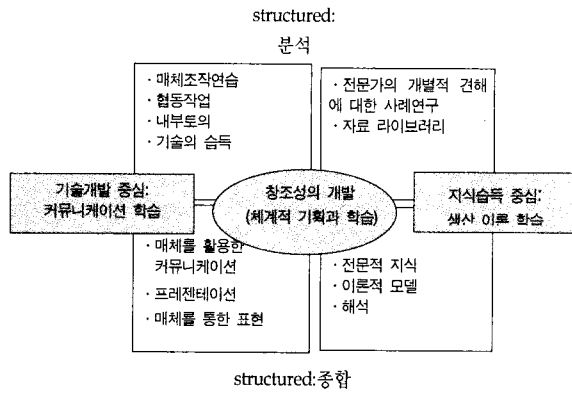 structured:
분석
· 매체조작연습
· 협동작업
· 내부토의
· 기술의 습득
· 전문가의 개별적 견해
에 대한 사례연구
· 자료 라이브러리
기술개발 중심:
커뮤니케이션 학습
창조성의 개발
(체계적 기획과 학습)
지식습득 중심:
생산 이론 학습
· 매체를 활용한
커뮤니케이션
· 프레젠테이션
· 매체를 통한 표현
· 전문적 지식
· 이론적 모델
· 해석
structured:종합